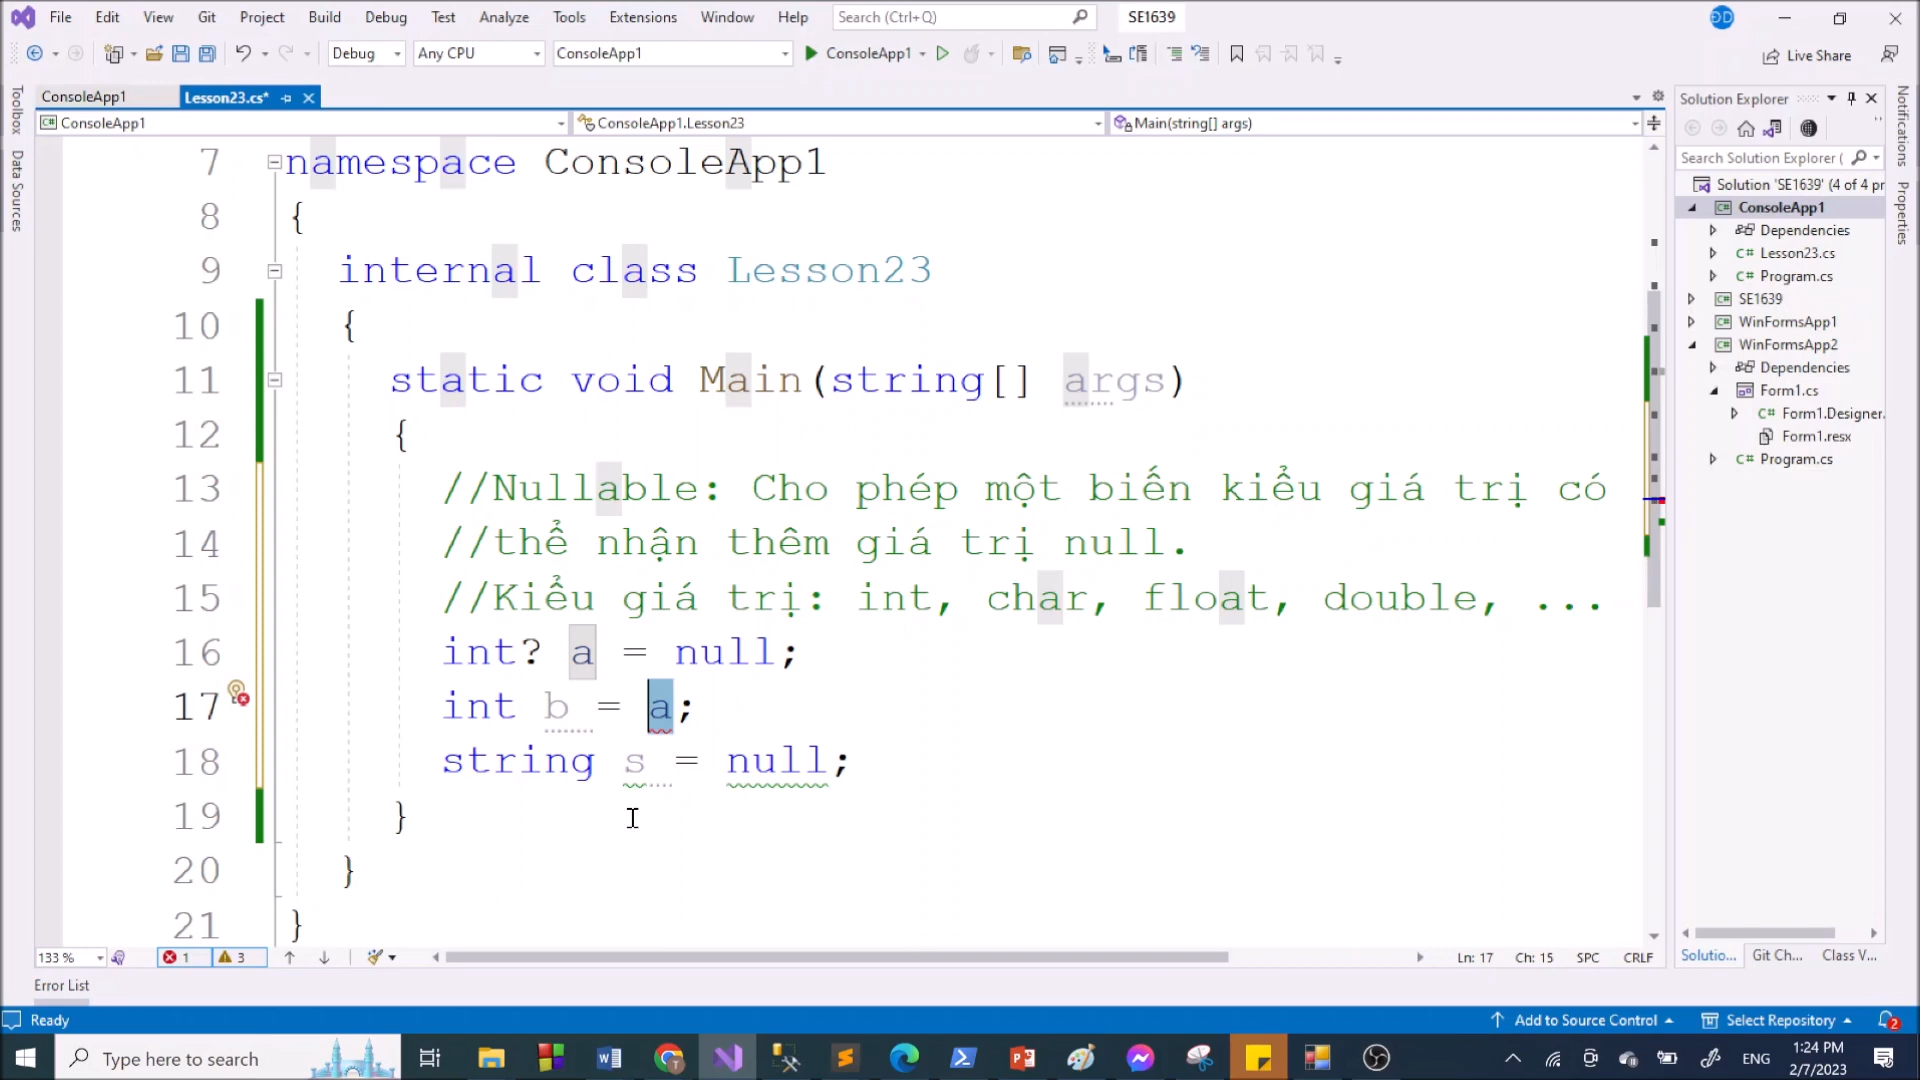 File Edit View Git Project Build Debug Test Analyze Tools Extensions Window Help Search (Ctrl+Q) SE1639 ĐD
Debug Any CPU ConsoleApp1 ConsoleApp1 Live Share
ConsoleApp1 Lesson23.cs*
ConsoleApp1 ConsoleApp1.Lesson23 Main(string[] args)
Toolbox
Data Sources
7 namespace ConsoleApp1
8 {
9 internal class Lesson23
10 {
11 static void Main(string[] args)
12 {
13 //Nullable: Cho phép một biến kiểu giá trị có
14 //thể nhận thêm giá trị null.
15 //Kiểu giá trị: int, char, float, double, ...
16 int? a = null;
17 int b = a;
18 string s = null;
19 }
20 }
21 }
133 % 1 3 Ln: 17 Ch: 15 SPC CRLF
Error List
Solution Explorer
Search Solution Explorer (
Solution 'SE1639' (4 of 4 pr
ConsoleApp1
Dependencies
C# Lesson23.cs
C# Program.cs
SE1639
WinFormsApp1
WinFormsApp2
Dependencies
Form1.cs
C# Form1.Designer.
Form1.resx
C# Program.cs
Solutio... Git Ch... Class V...
Notifications
Properties
Ready Add to Source Control Select Repository 2
Type here to search ENG 1:24 PM
2/7/2023